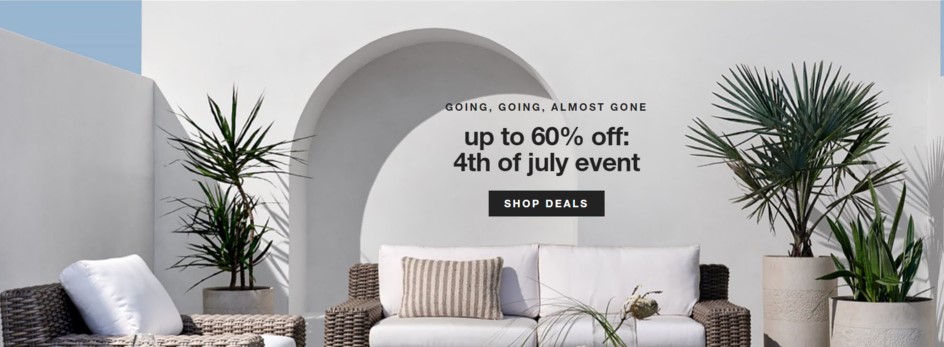 GOING, GOING, ALMOST GONE
up to 60% off:
4th of july event
SHOP DEALS